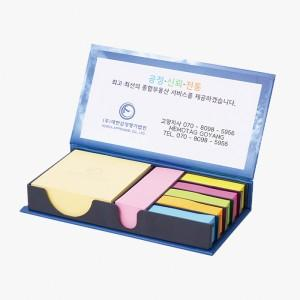 공정·신뢰·전통
최고·최선의 종합부동산 서비스를 제공하겠습니다.
(주)대한감정평가법인
고양지사 070 - 8098 - 5956
MEMOTAG GOYANG
TEL 070 - 8098 - 5956